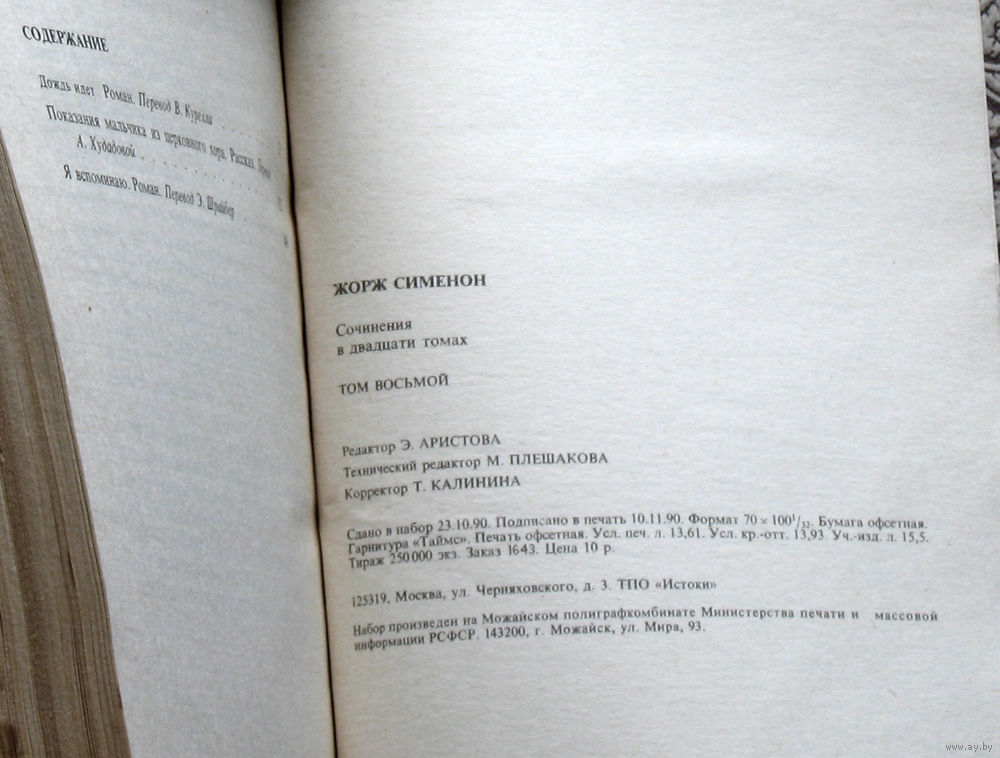 СОДЕРЖАНИЕ
Дождь идет Роман. Перевод В. Курелла . . . . .
Показания мальчика из церковного хора. Рассказ. Перевод
А. Худадовой . . . . . .
Я вспоминаю. Роман. Перевод Э. Шрайбер . . .
ЖОРЖ СИМЕНОН
Сочинения
в двадцати томах
ТОМ ВОСЬМОЙ
Редактор Э. АРИСТОВА
Технический редактор М. ПЛЕШАКОВА
Корректор Т. КАЛИНИНА
Сдано в набор 23.10.90. Подписано в печать 10.11.90. Формат 70 × 100¹/₃₂. Бумага офсетная.
Гарнитура «Таймс». Печать офсетная. Усл. печ. л. 13,61. Усл. кр.-отт. 13,93. Уч.-изд. л. 15,5.
Тираж 250 000 экз. Заказ 1643. Цена 10 р.
125319, Москва, ул. Черняховского, д. 3. ТПО «Истоки»
Набор произведен на Можайском полиграфкомбинате Министерства печати и массовой
информации РСФСР. 143200, г. Можайск, ул. Мира, 93.
www.ay.by